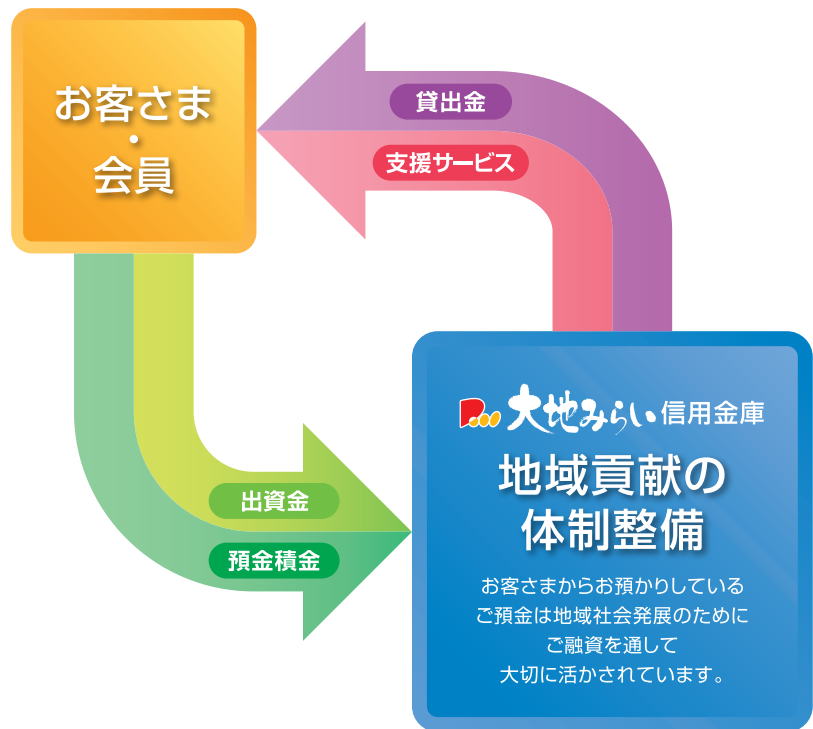 お客さま
・
会員
貸出金
支援サービス
出資金
預金積金
大地みらい信用金庫
地域貢献の
体制整備
お客さまからお預かりしている
ご預金は地域社会発展のために
ご融資を通して
大切に活かされています。